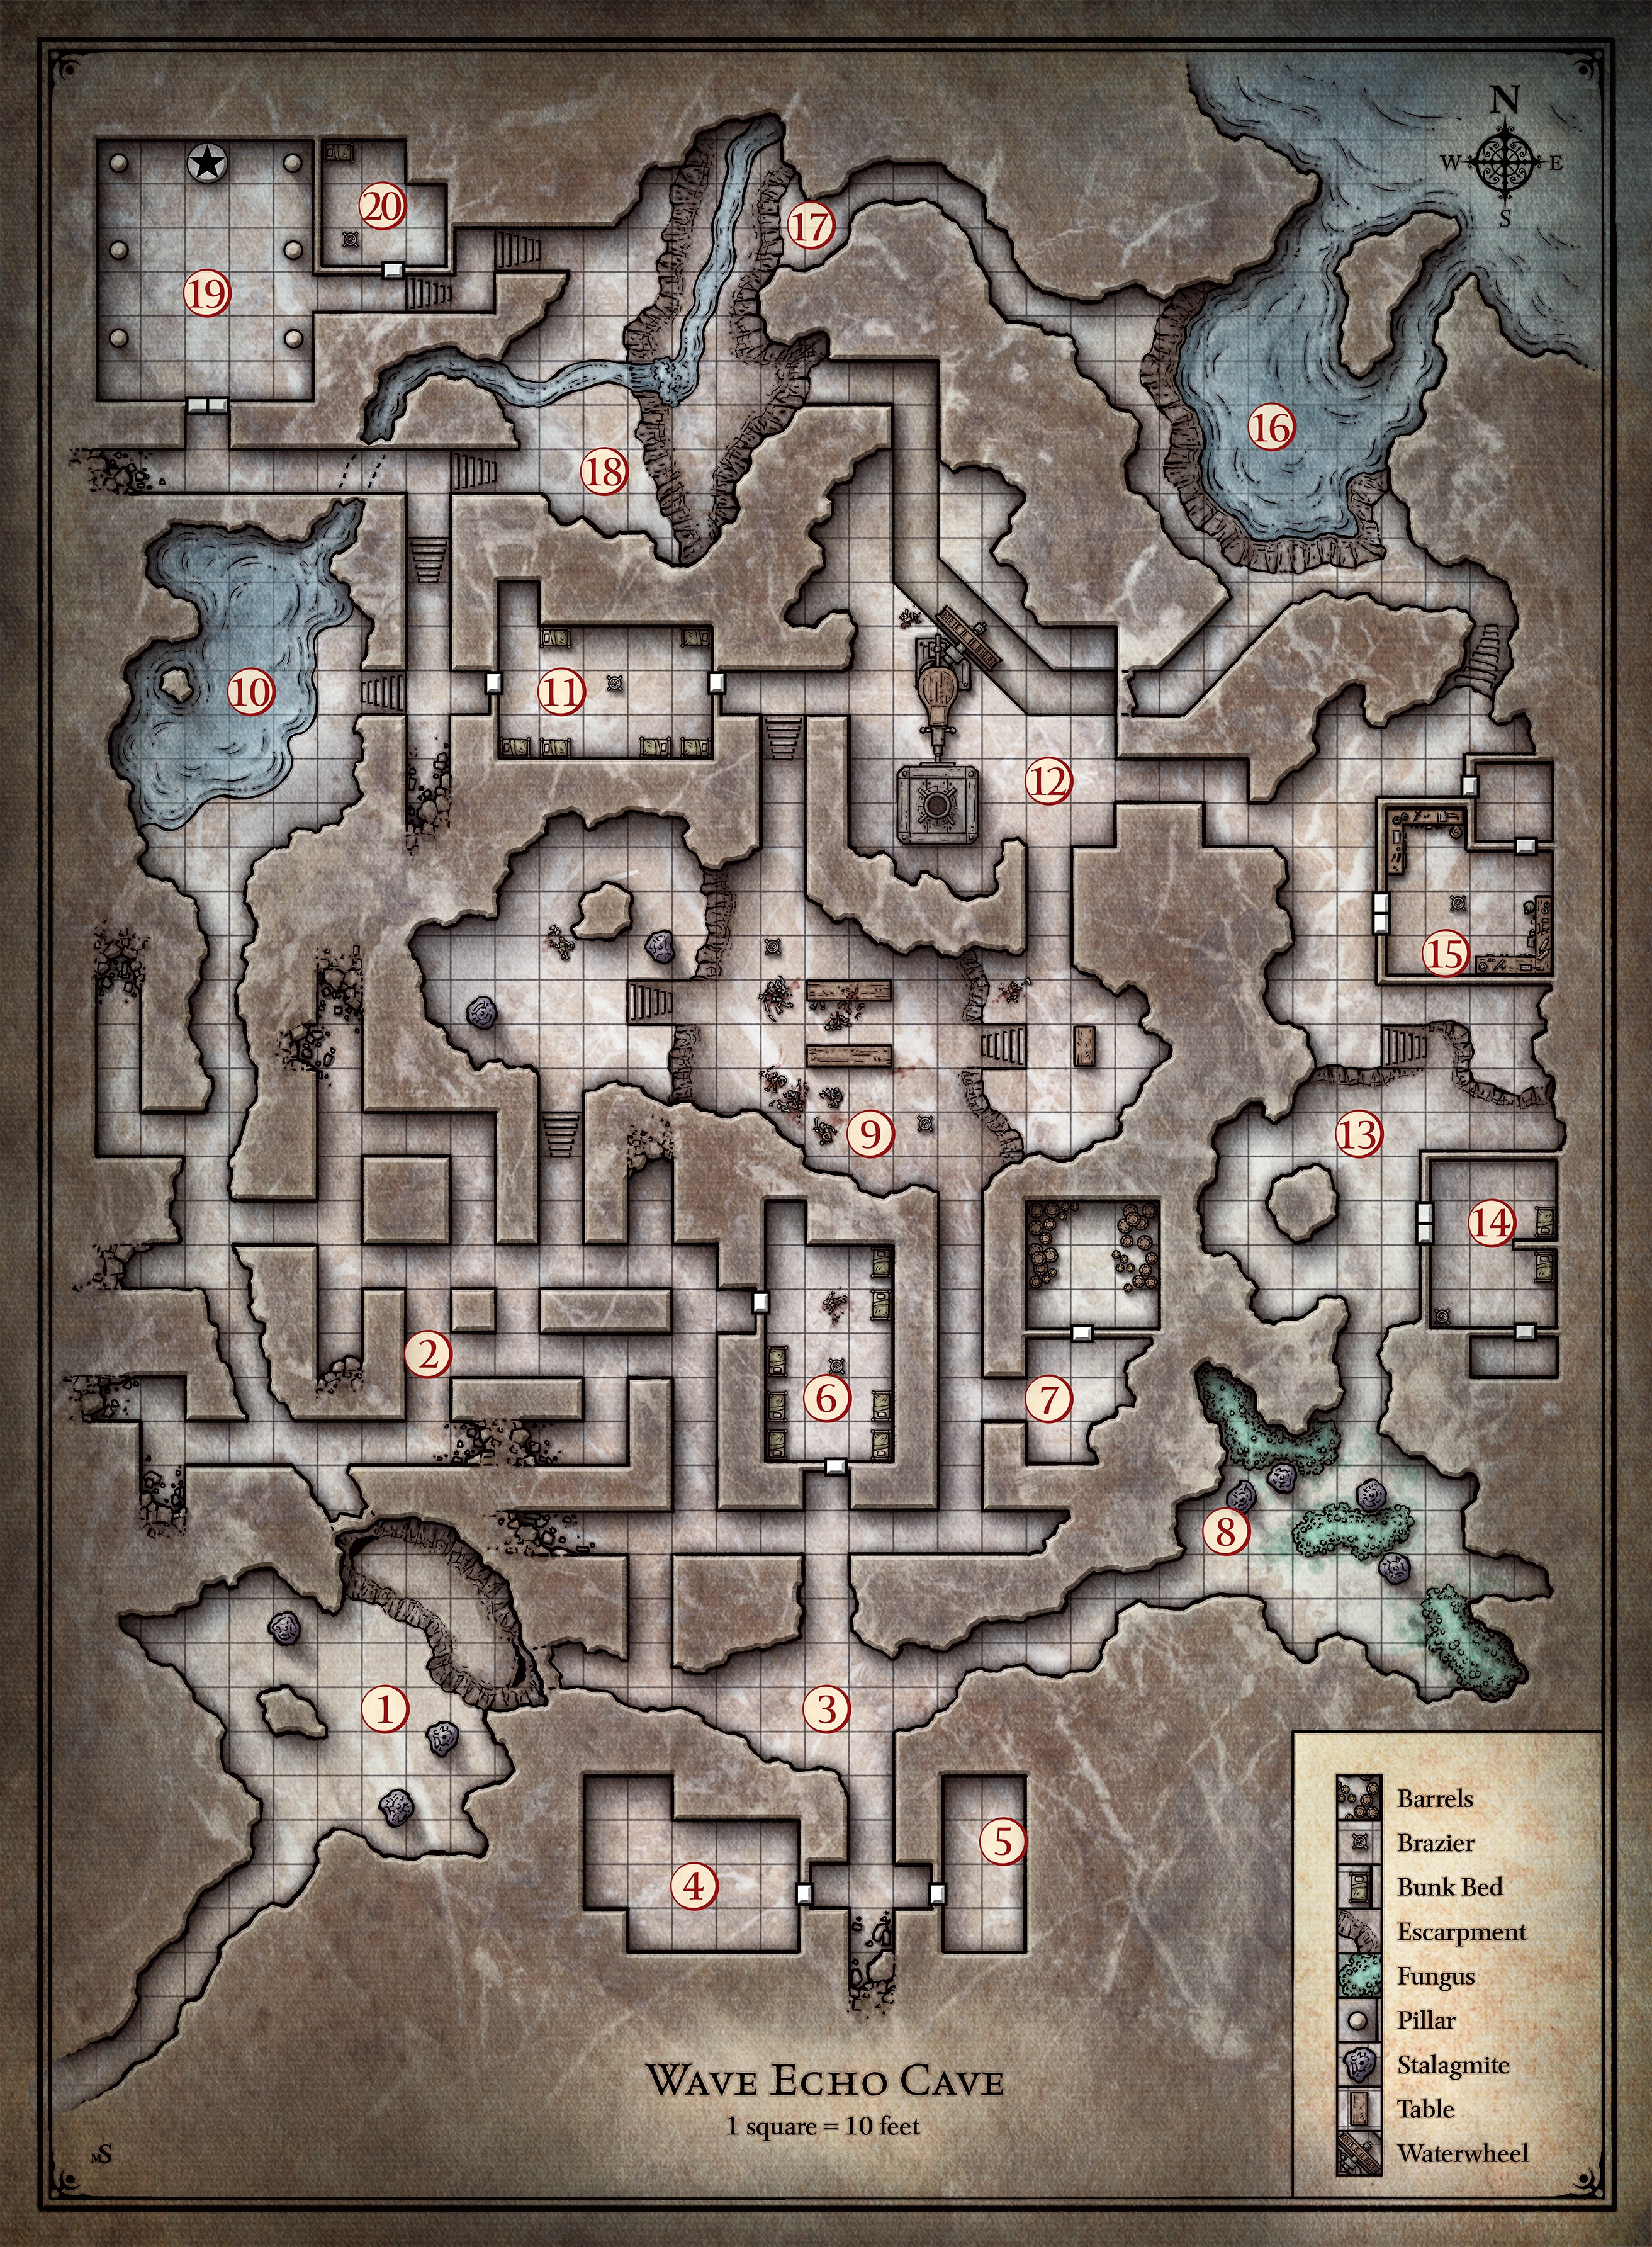 N
W E
S
17
20
19
16
18
10
11
12
15
9
13
14
2
6
7
8
1
3
5
4
Barrels
Brazier
Bunk Bed
Escarpment
Fungus
Pillar
Stalagmite
Table
Waterwheel
Wave Echo Cave
1 square = 10 feet
MS